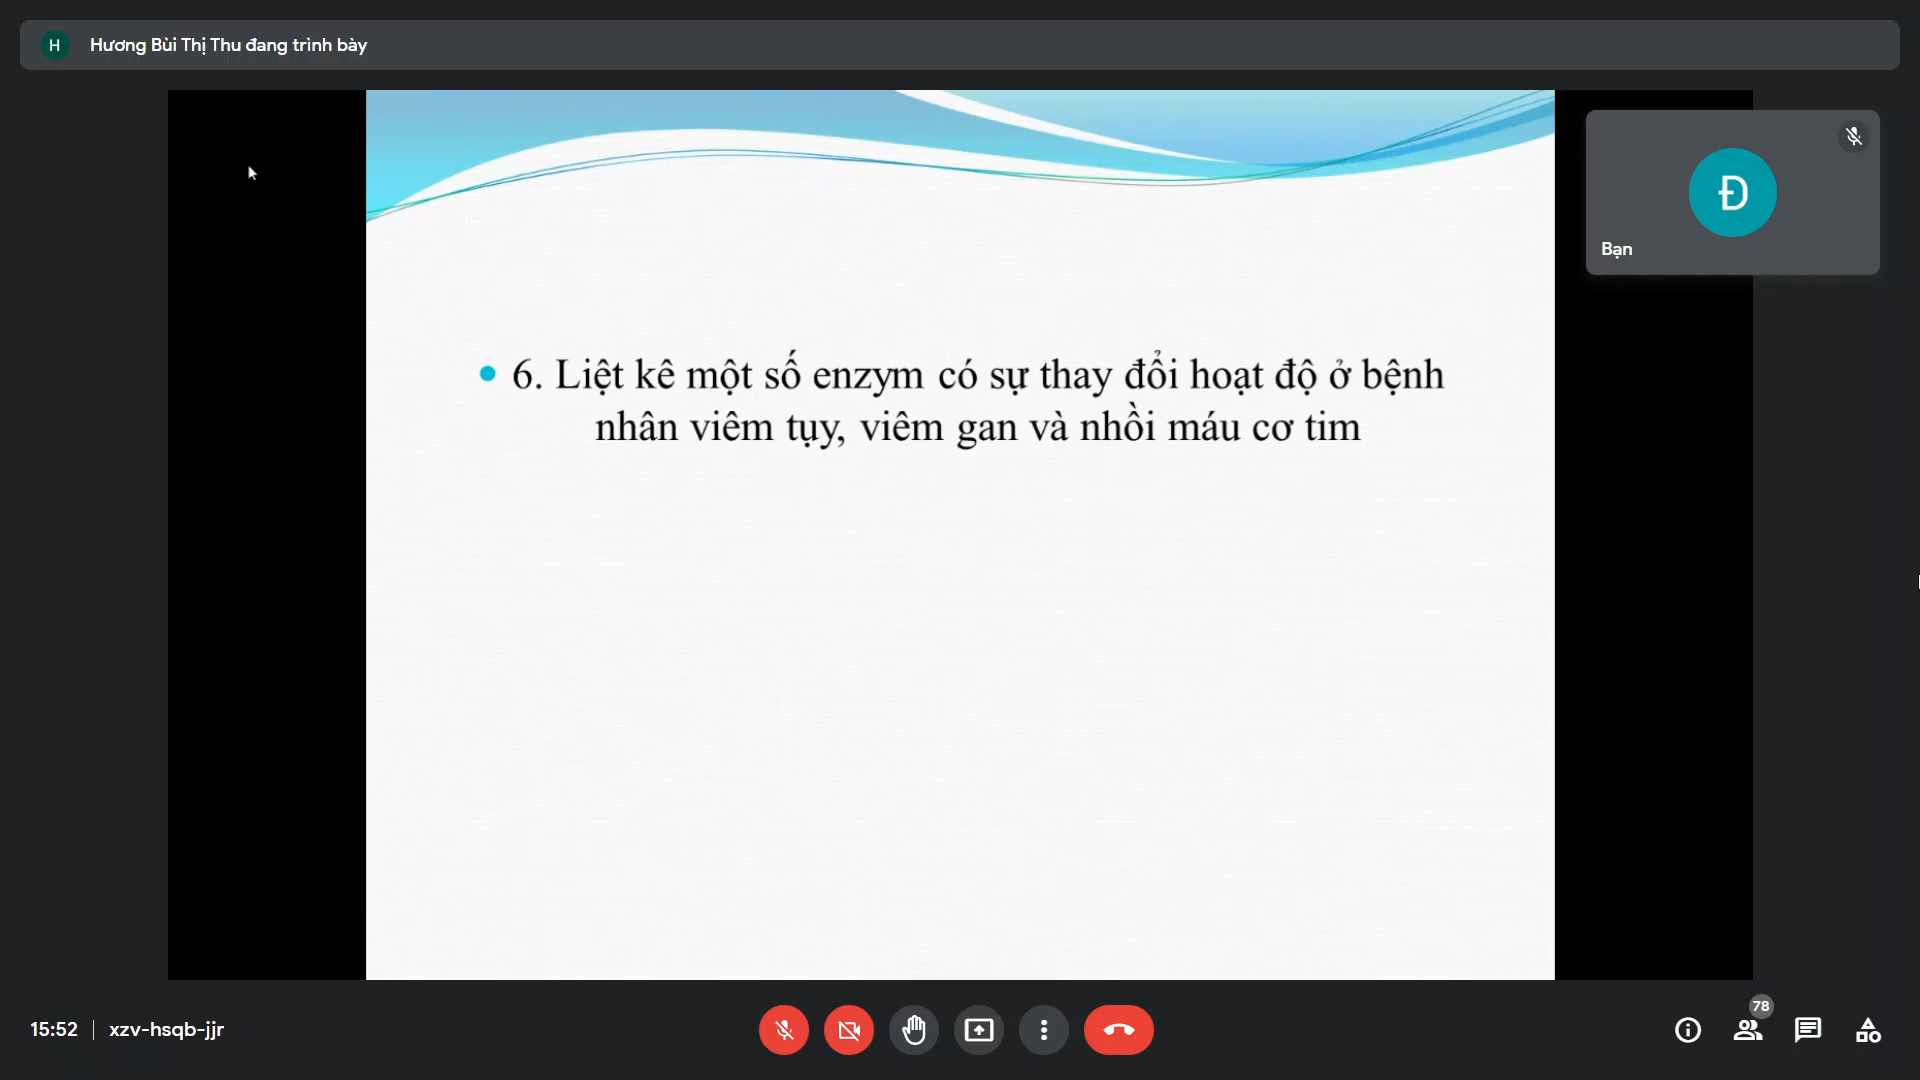 H
Hương Bùi Thị Thu đang trình bày
Đ
Bạn
6. Liệt kê một số enzym có sự thay đổi hoạt độ ở bệnh
nhân viêm tụy, viêm gan và nhồi máu cơ tim
15:52 | xzv-hsqb-jjr
78